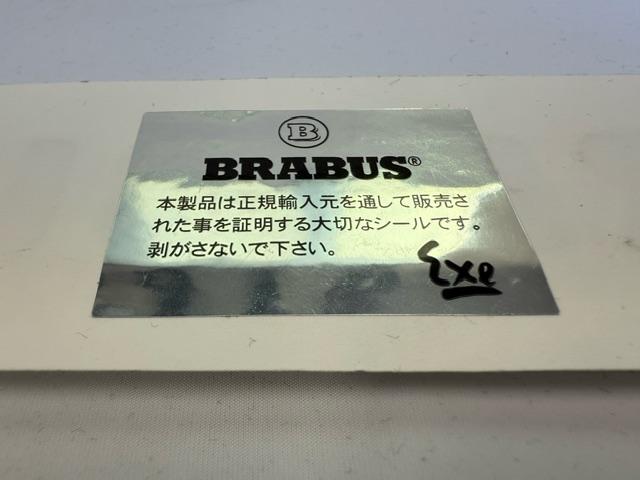 B
BRABUS®
本製品は正規輸入元を通して販売さ
れた事を証明する大切なシールです。
剥がさないで下さい。
Exe